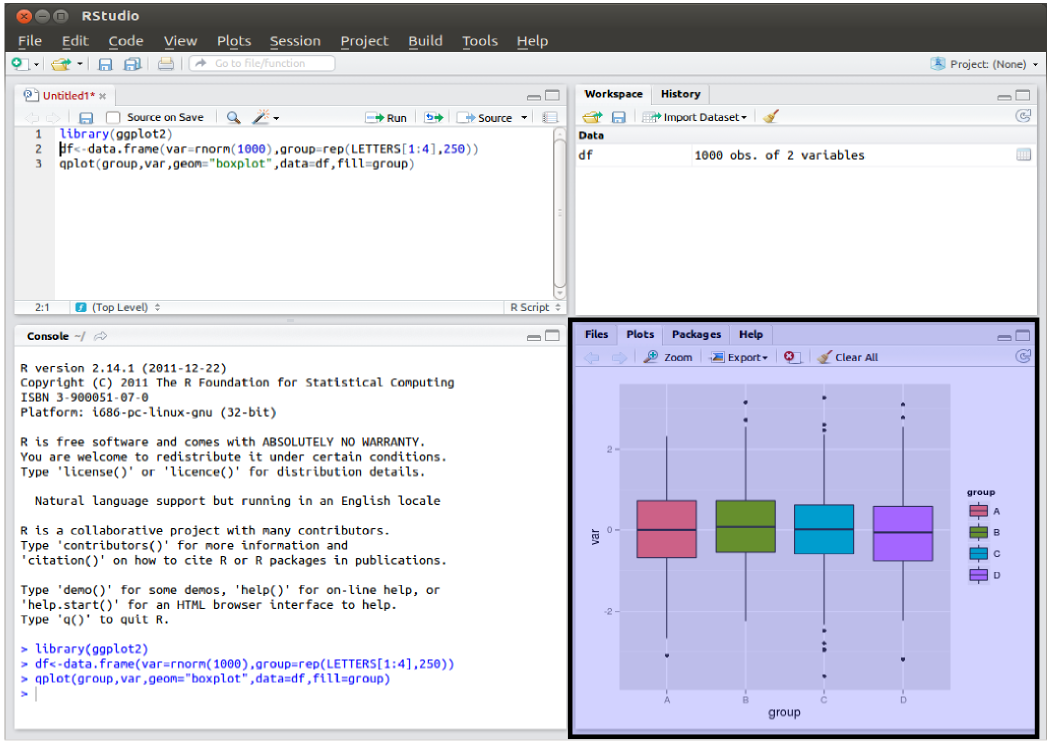 RStudio
File Edit Code View Plots Session Project Build Tools Help
Go to file/function
Project: (None)
Untitled1*
Source on Save Run Source
1 library(ggplot2)
2 df<-data.frame(var=rnorm(1000),group=rep(LETTERS[1:4],250))
3 qplot(group,var,geom="boxplot",data=df,fill=group)
2:1 (Top Level) R Script
Workspace History
Import Dataset
Data
df 1000 obs. of 2 variables
Console ~/
R version 2.14.1 (2011-12-22)
Copyright (C) 2011 The R Foundation for Statistical Computing
ISBN 3-900051-07-0
Platform: i686-pc-linux-gnu (32-bit)
R is free software and comes with ABSOLUTELY NO WARRANTY.
You are welcome to redistribute it under certain conditions.
Type 'license()' or 'licence()' for distribution details.
Natural language support but running in an English locale
R is a collaborative project with many contributors.
Type 'contributors()' for more information and
'citation()' on how to cite R or R packages in publications.
Type 'demo()' for some demos, 'help()' for on-line help, or
'help.start()' for an HTML browser interface to help.
Type 'q()' to quit R.
> library(ggplot2)
> df<-data.frame(var=rnorm(1000),group=rep(LETTERS[1:4],250))
> qplot(group,var,geom="boxplot",data=df,fill=group)
>
Files Plots Packages Help
Zoom Export Clear All
var
2
0
-2
A B C D
group
group
A
B
C
D